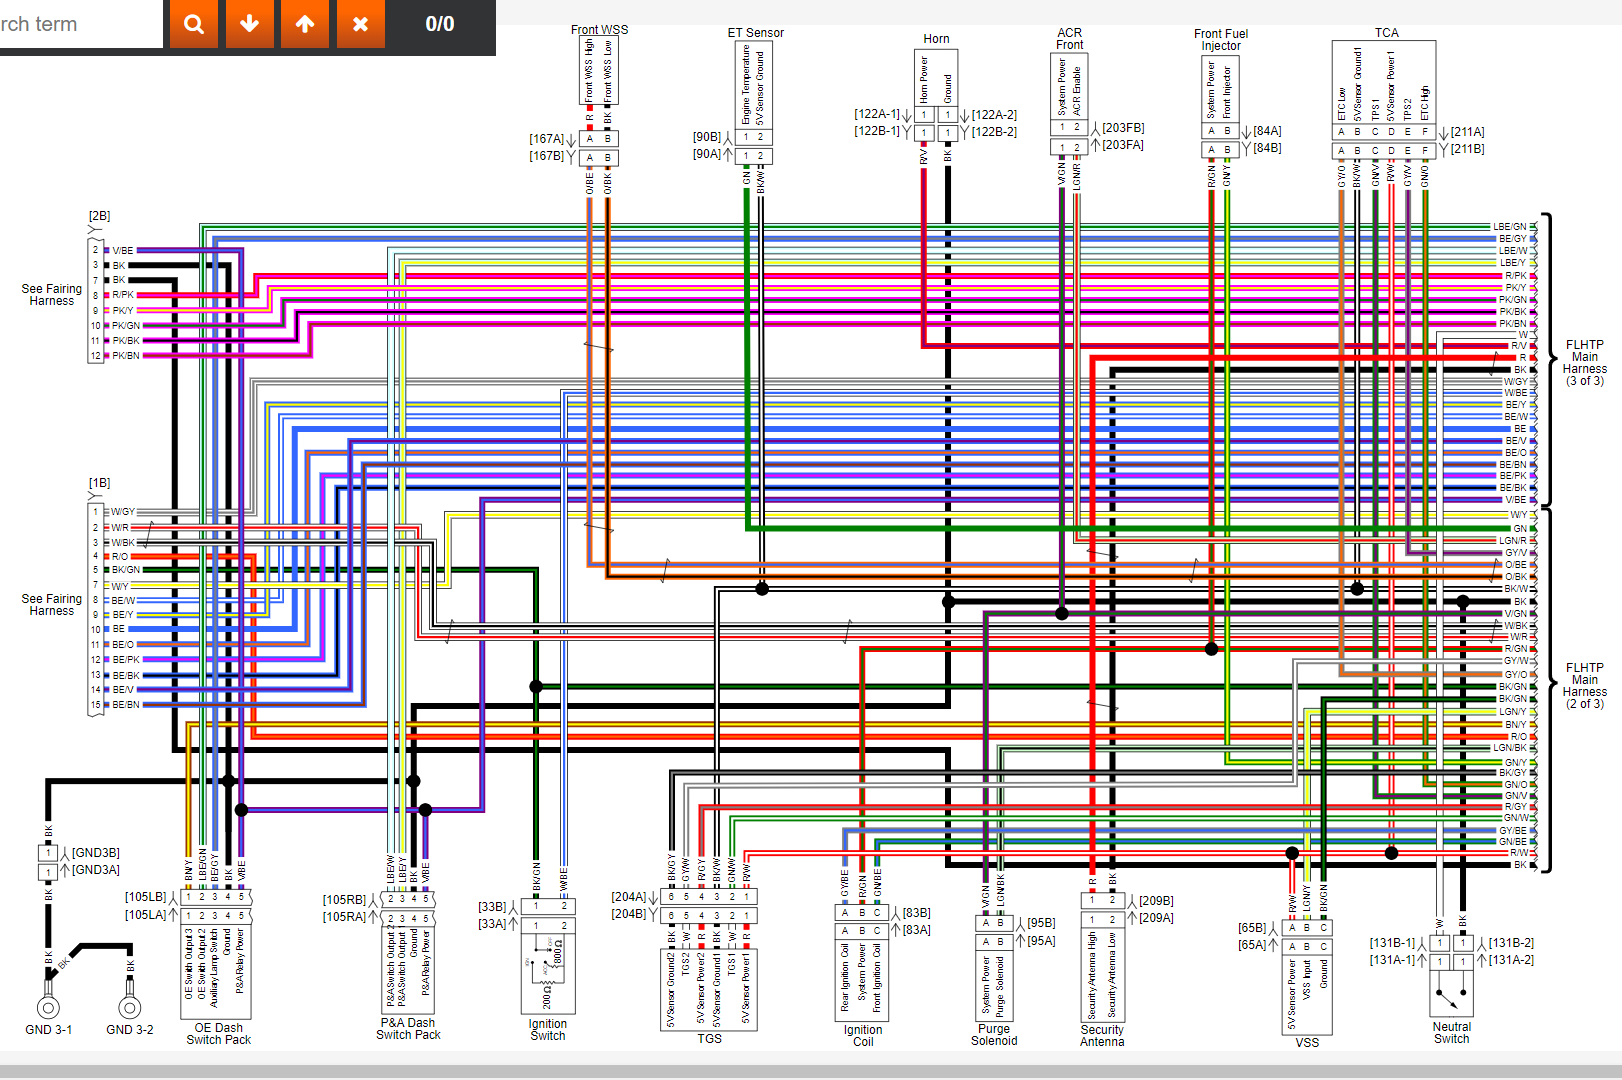 rch term
0/0
Front WSS
ET Sensor
Horn
ACR
Front
Front Fuel
Injector
TCA
Front WSS High
Front WSS Low
Engine Temperature
5V Sensor Ground
Horn Power
Ground
System Power
ACR Enable
System Power
Front Injector
ETC Low
5V Sensor Ground1
TPS 1
5V Sensor Power 1
TPS 2
ETC High
R
BK
[167A]
A B
[167B]
A B
[90B]
1 2
[90A]
1 2
[122A-1]
1 1
[122A-2]
[122B-1]
1 1
[122B-2]
1 2
[203FB]
1 2
[203FA]
A B
[84A]
A B
[84B]
A B C D E F
[211A]
A B C D E F
[211B]
O/BE
O/BK
GN
BK/W
R/V
BK
V/GN
LGN/R
R/GN
GN/Y
GY/O
BK/W
GN/V
R/W
GY/V
GN/O
[2B]
2 V/BE
3 BK
7 BK
8 R/PK
9 PK/Y
10 PK/GN
11 PK/BK
12 PK/BN
See Fairing
Harness
[1B]
1 W/GY
2 W/R
3 W/BK
4 R/O
5 BK/GN
7 W/Y
8 BE/W
9 BE/Y
10 BE
11 BE/O
12 BE/PK
13 BE/BK
14 BE/V
15 BE/BN
See Fairing
Harness
LBE/GN
BE/GY
LBE/W
LBE/Y
R/PK
PK/Y
PK/GN
PK/BK
PK/BN
W
R/V
R
BK
W/GY
W/BE
BE/Y
BE/W
BE
BE/V
BE/O
BE/BN
BE/PK
BE/BK
V/BE
FLHTP
Main
Harness
(3 of 3)
W/Y
GN
LGN/R
GY/V
O/BE
O/BK
BK/W
BK
V/GN
W/BK
W/R
R/GN
GY/W
GY/O
BK/GN
BK/GN
LGN/Y
BN/Y
R/O
LGN/BK
GN/Y
BK/GY
GN/O
GN/V
R/GY
GN/W
GY/BE
GN/BE
R/W
BK
FLHTP
Main
Harness
(2 of 3)
BK
1
[GND3B]
1
[GND3A]
BK
BK
BK
BK
GND 3-1
GND 3-2
BN/Y
LBE/GN
BE/GY
BK
V/BE
[105LB]
1 2 3 4 5
[105LA]
1 2 3 4 5
OE Switch Output 3
OE Switch Output 2
Auxiliary Lamp Switch
Ground
P&A Relay Power
OE Dash
Switch Pack
LBE/W
LBE/Y
BK
V/BE
[105RB]
2 3 4 5
[105RA]
2 3 4 5
P&A Switch Output 2
P&A Switch Output 1
Ground
P&A Relay Power
P&A Dash
Switch Pack
BK/GN
W/BE
[33B]
1 2
[33A]
1 2
IGN
OFF
ACC
1800Ω
200Ω
Ignition
Switch
BK/GY
GY/W
R/GY
BK/W
GN/W
R/W
[204A]
6 5 4 3 2 1
[204B]
6 5 4 3 2 1
BK
W
R
BK
W
R
5V Sensor Ground2
TGS2
5V Sensor Power2
5V Sensor Ground1
TGS1
5V Sensor Power1
TGS
GY/BE
R/GN
GN/BE
A B C
[83B]
A B C
[83A]
Rear Ignition Coil
System Power
Front Ignition Coil
Ignition
Coil
V/GN
LGN/BK
A B
[95B]
A B
[95A]
System Power
Purge Solenoid
Purge
Solenoid
R
BK
1 2
[209B]
1 2
[209A]
Security Antenna High
Security Antenna Low
Security
Antenna
R/W
LGN/Y
BK/GN
[65B]
A B C
[65A]
A B C
5V Sensor Power
VSS Input
Ground
VSS
W
BK
[131B-1]
1 1
[131B-2]
[131A-1]
1 1
[131A-2]
Neutral
Switch